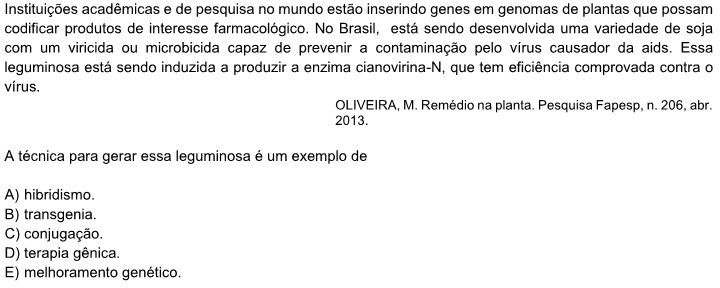 Instituições acadêmicas e de pesquisa no mundo estão inserindo genes em genomas de plantas que possam
codificar produtos de interesse farmacológico. No Brasil, está sendo desenvolvida uma variedade de soja
com um viricida ou microbicida capaz de prevenir a contaminação pelo vírus causador da aids. Essa
leguminosa está sendo induzida a produzir a enzima cianovirina-N, que tem eficiência comprovada contra o
vírus.
OLIVEIRA, M. Remédio na planta. Pesquisa Fapesp, n. 206, abr.
2013.
A técnica para gerar essa leguminosa é um exemplo de
A) hibridismo.
B) transgenia.
C) conjugação.
D) terapia gênica.
E) melhoramento genético.